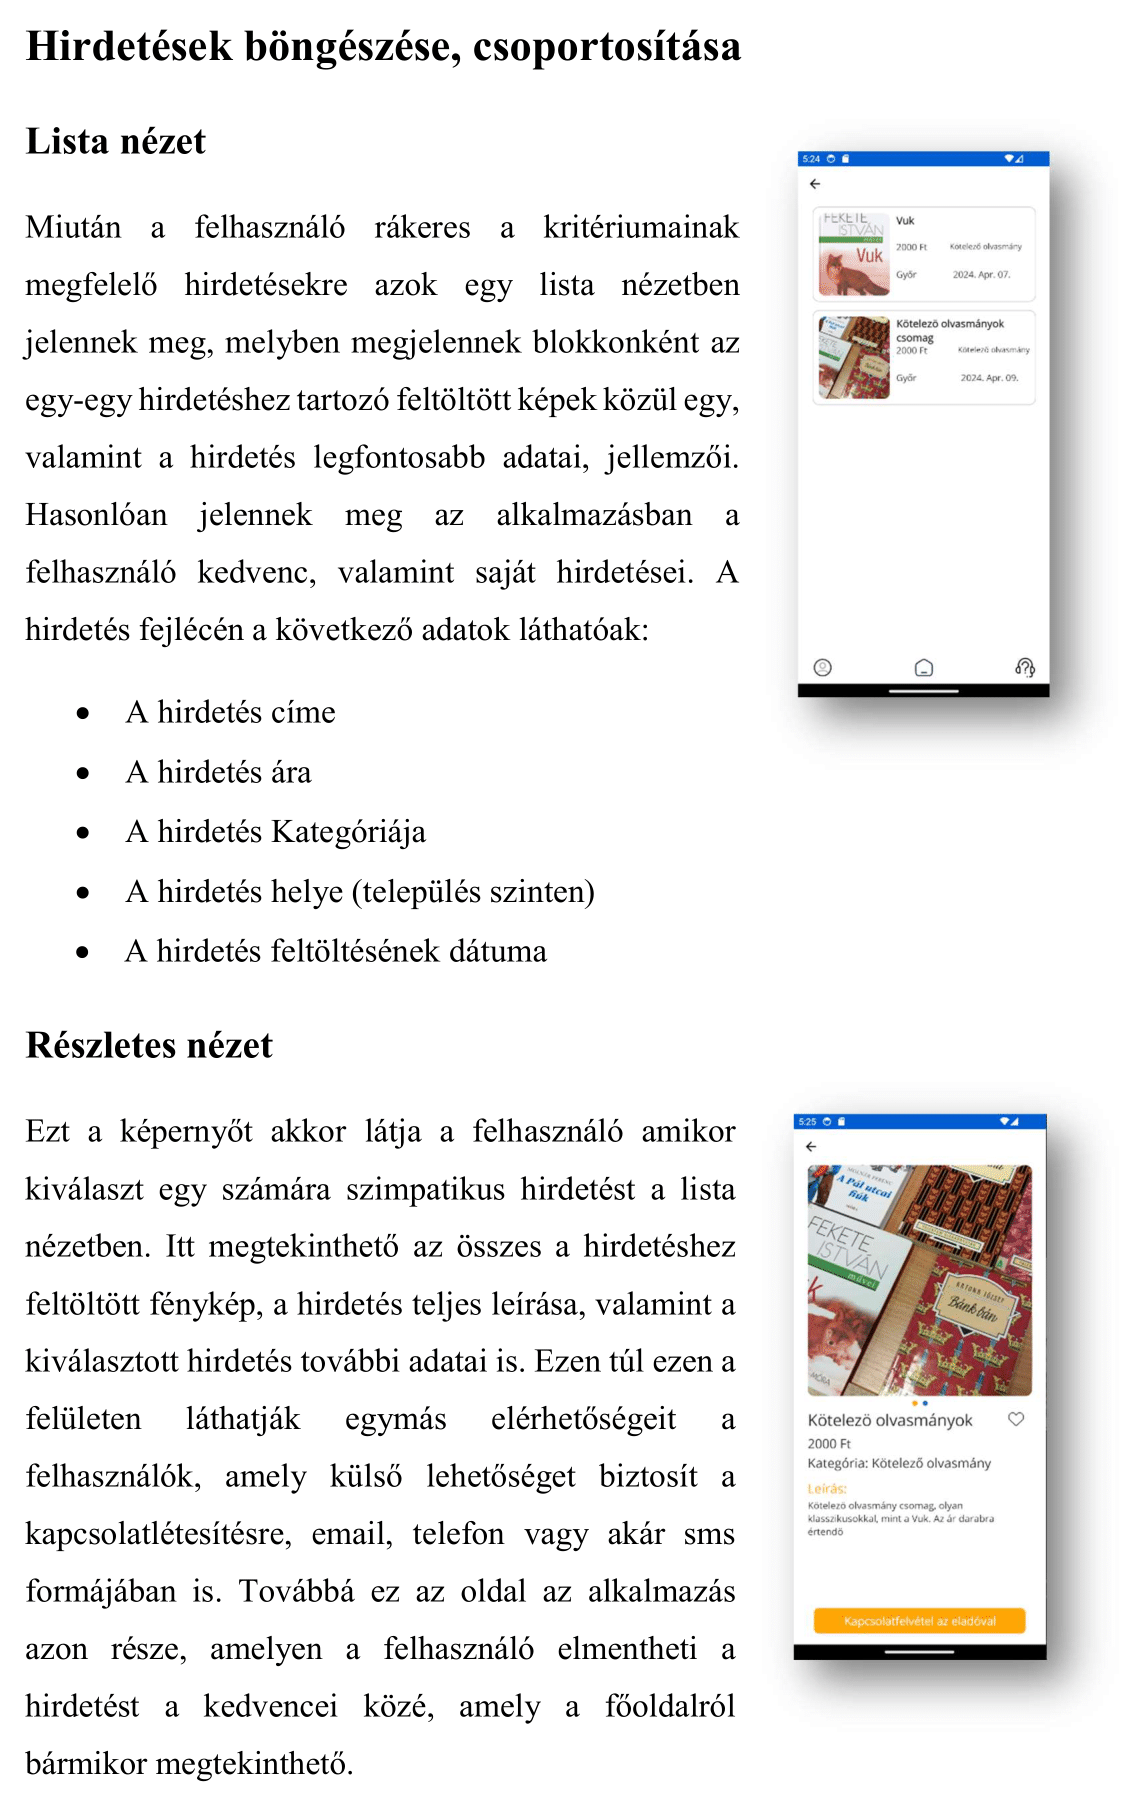 Hirdetések böngészése, csoportosítása
Lista nézet
Miután a felhasználó rákeres a kritériumainak
megfelelő hirdetésekre azok egy lista nézetben
jelennek meg, melyben megjelennek blokkonként az
egy-egy hirdetéshez tartozó feltöltött képek közül egy,
valamint a hirdetés legfontosabb adatai, jellemzői.
Hasonlóan jelennek meg az alkalmazásban a
felhasználó kedvenc, valamint saját hirdetései. A
hirdetés fejlécén a következő adatok láthatóak:
• A hirdetés címe
• A hirdetés ára
• A hirdetés Kategóriája
• A hirdetés helye (település szinten)
• A hirdetés feltöltésének dátuma
5:24
FEKETE
ISTVÁN
művei
Vuk
Vuk
2000 Ft Kötelező olvasmány
Győr 2024. Apr. 07.
Kötelező olvasmányok
csomag
2000 Ft Kötelező olvasmány
Győr 2024. Apr. 09.
Részletes nézet
Ezt a képernyőt akkor látja a felhasználó amikor
kiválaszt egy számára szimpatikus hirdetést a lista
nézetben. Itt megtekinthető az összes a hirdetéshez
feltöltött fénykép, a hirdetés teljes leírása, valamint a
kiválasztott hirdetés további adatai is. Ezen túl ezen a
felületen láthatják egymás elérhetőségeit a
felhasználók, amely külső lehetőséget biztosít a
kapcsolatlétesítésre, email, telefon vagy akár sms
formájában is. Továbbá ez az oldal az alkalmazás
azon része, amelyen a felhasználó elmentheti a
hirdetést a kedvencei közé, amely a főoldalról
bármikor megtekinthető.
5:25
MOLNÁR FERENC
A Pál utcai
fiúk
FEKETE
ISTVÁN
művei
KATONA JÓZSEF
Bánk bán
MÓRA
Kötelező olvasmányok
2000 Ft
Kategória: Kötelező olvasmány
Leírás:
Kötelező olvasmány csomag, olyan
klasszikusokkal, mint a Vuk. Az ár darabra
értendő
Kapcsolatfelvétel az eladóval